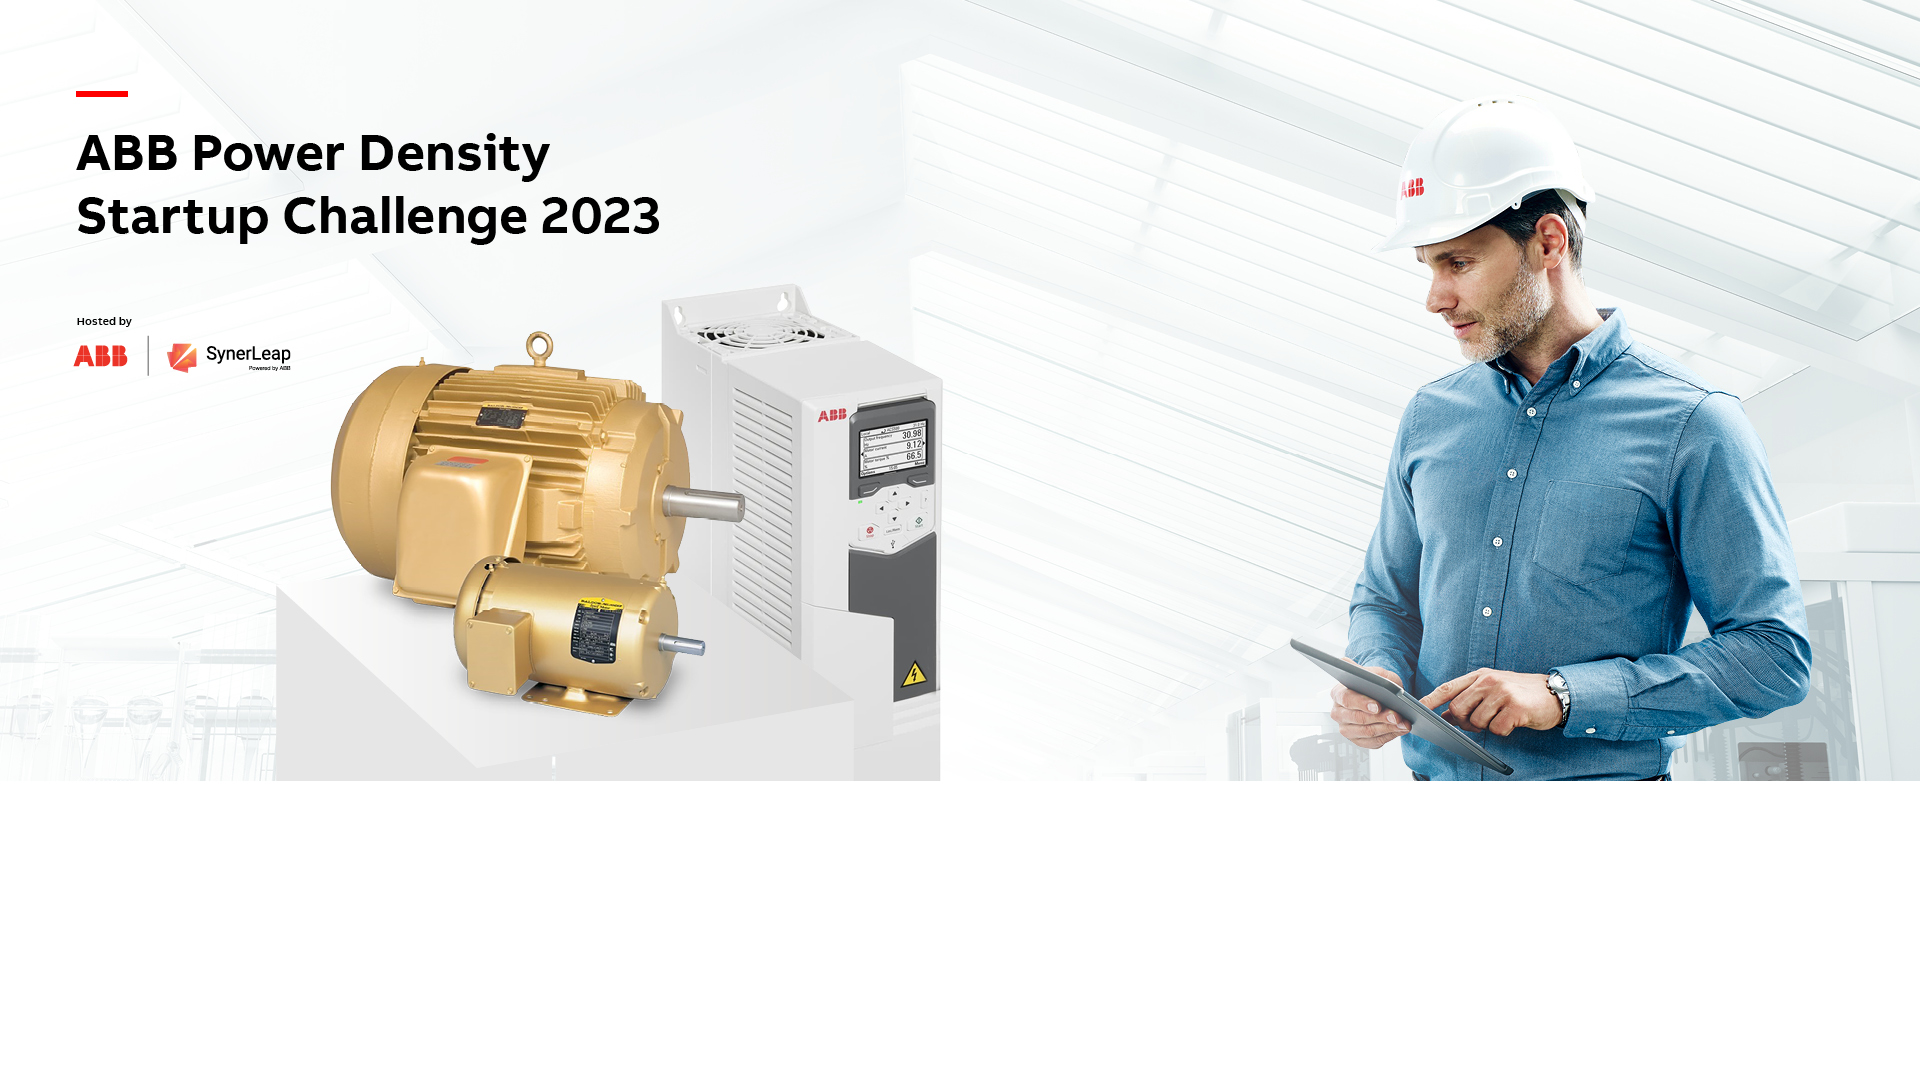 ABB Power Density
Startup Challenge 2023
Hosted by
ABB
SynerLeap
Powered by ABB
ABB
30.98
9.12
66.5
ABB